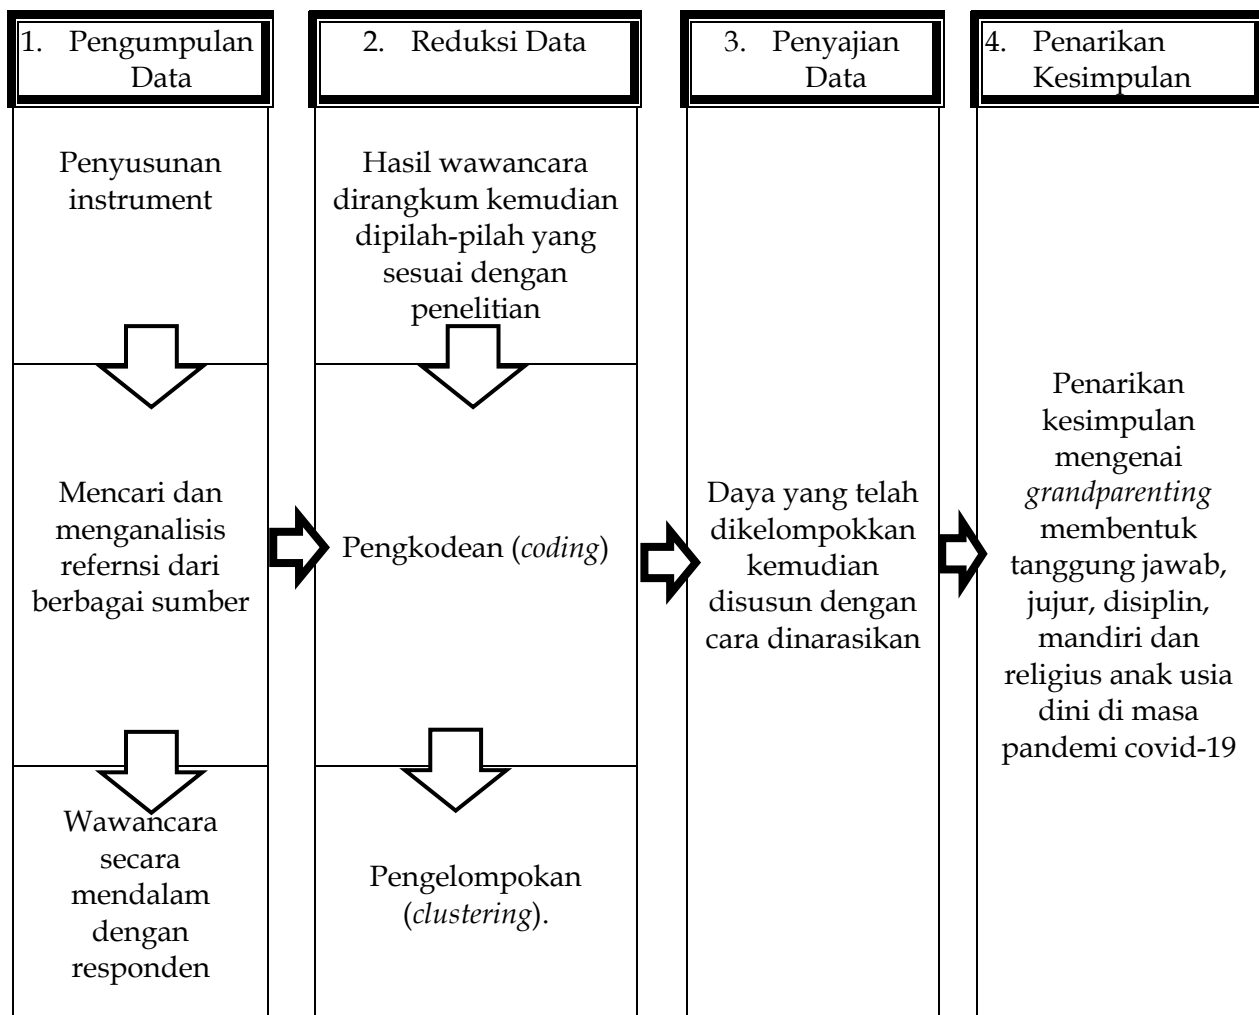 1. Pengumpulan
Data
Penyusunan
instrument
Mencari dan
menganalisis
refernsi dari
berbagai sumber
Wawancara
secara
mendalam
dengan
responden
2. Reduksi Data
Hasil wawancara
dirangkum kemudian
dipilah-pilah yang
sesuai dengan
penelitian
Pengkodean (coding)
Pengelompokan
(clustering).
3. Penyajian
Data
Daya yang telah
dikelompokkan
kemudian
disusun dengan
cara dinarasikan
4. Penarikan
Kesimpulan
Penarikan
kesimpulan
mengenai
grandparenting
membentuk
tanggung jawab,
jujur, disiplin,
mandiri dan
religius anak usia
dini di masa
pandemi covid-19